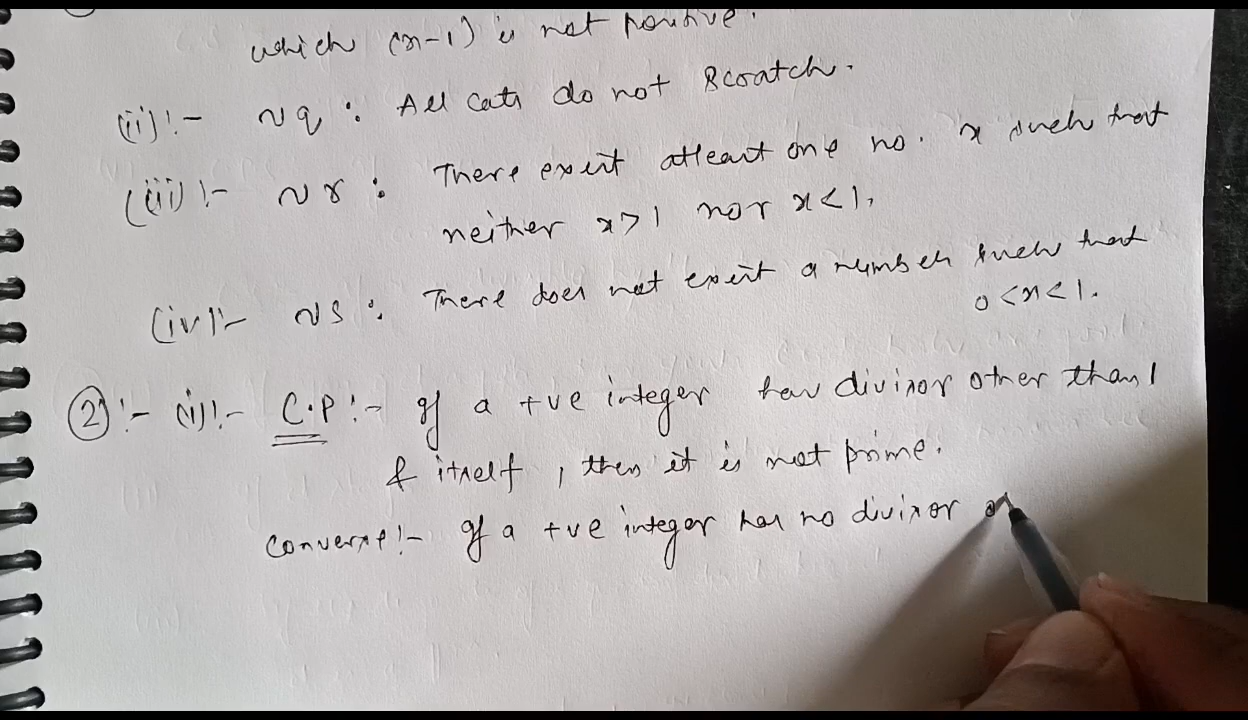 which (x-1) is not positive.
(ii):- ~q : All cats do not scratch.
(iii):- ~r : There exist atleast one no. x such that
neither x>1 nor x<1.
(iv):- ~s : There does not exist a number such that
0<x<1.
②:- (i):- C.P:- If a +ve integer has divisor other than 1
& itself, then it is not prime.
converse:- If a +ve integer has no divisor